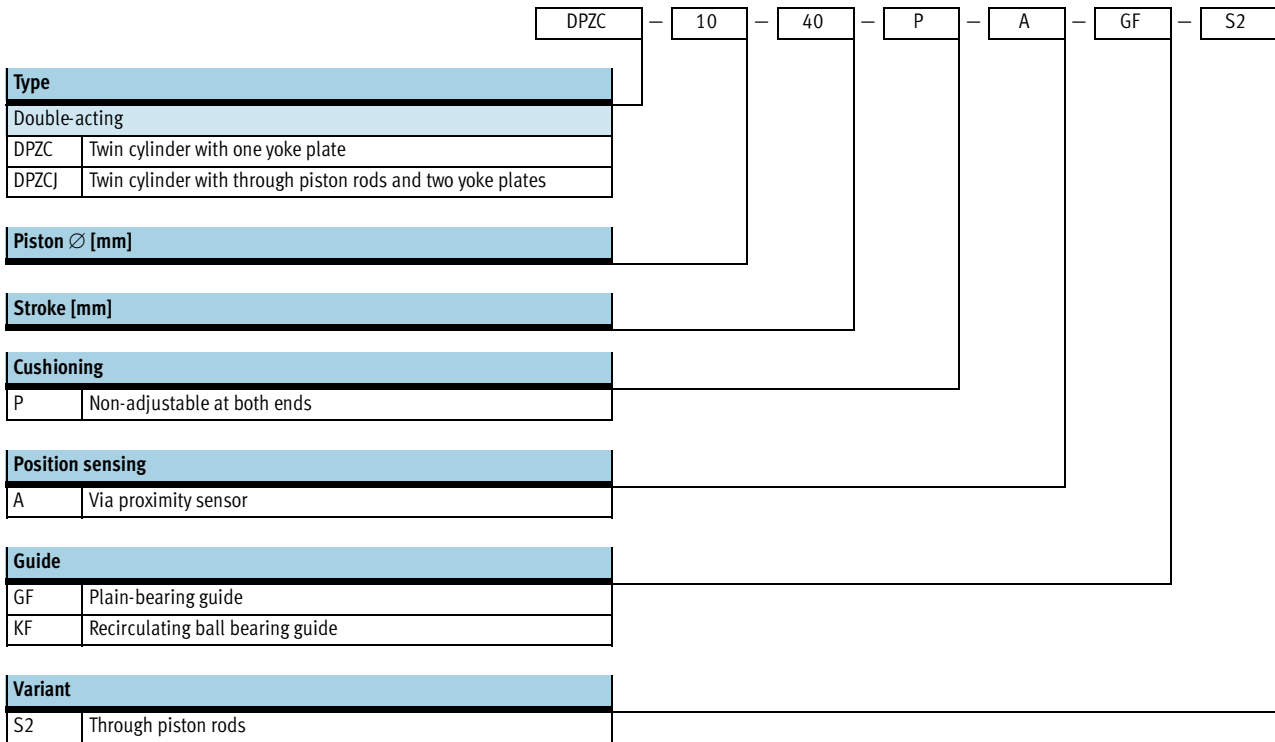 DPZC – 10 – 40 – P – A – GF – S2
Type
Double-acting
DPZC Twin cylinder with one yoke plate
DPZCJ Twin cylinder with through piston rods and two yoke plates
Piston ∅ [mm]
Stroke [mm]
Cushioning
P Non-adjustable at both ends
Position sensing
A Via proximity sensor
Guide
GF Plain-bearing guide
KF Recirculating ball bearing guide
Variant
S2 Through piston rods